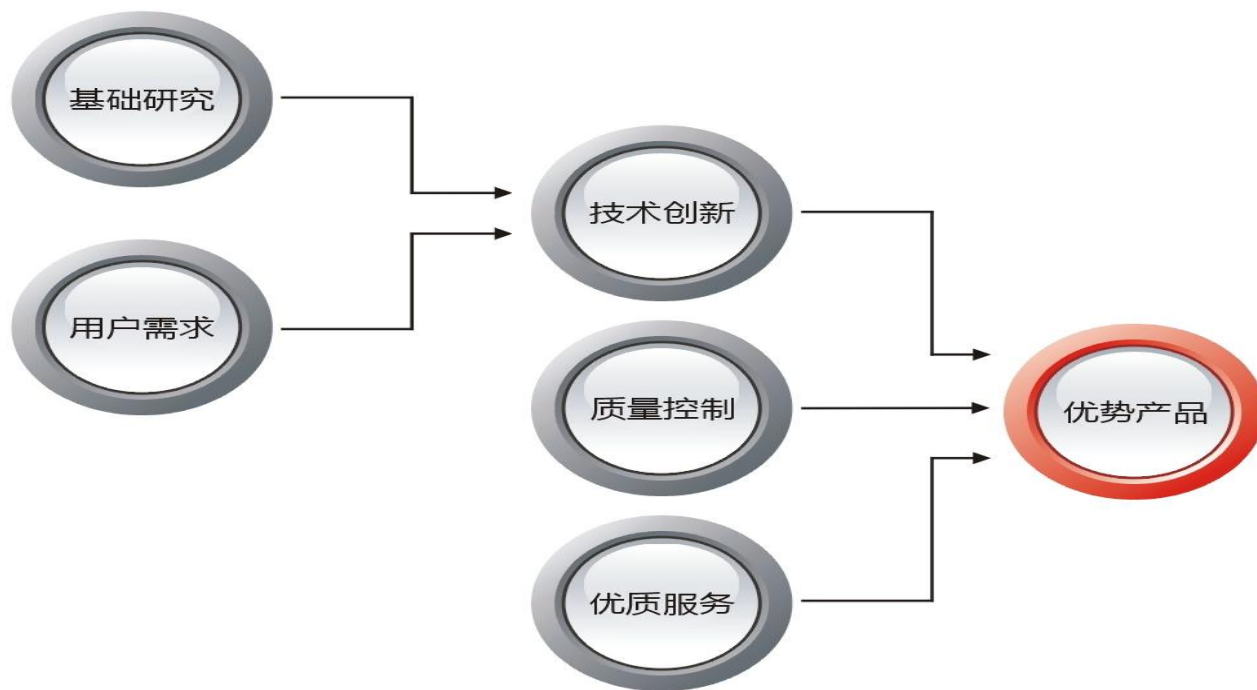 基础研究
用户需求
技术创新
质量控制
优质服务
优势产品